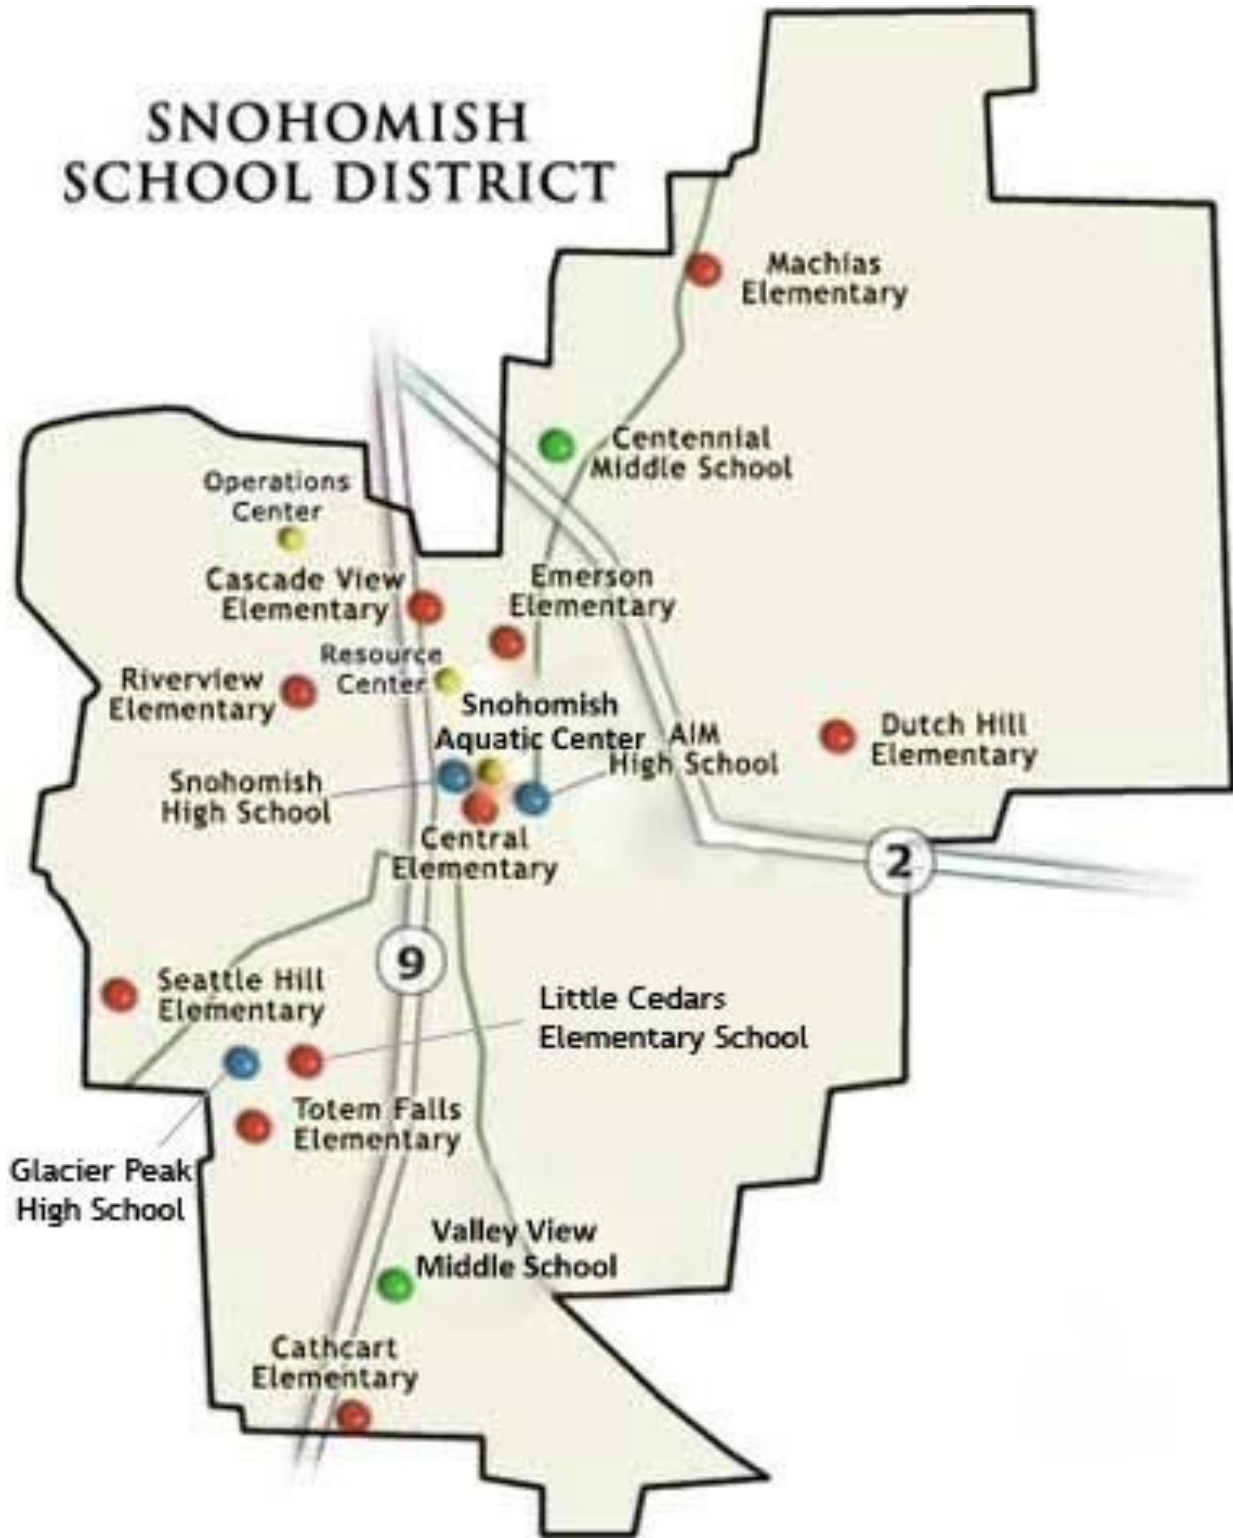 SNOHOMISH
SCHOOL DISTRICT
Machias
Elementary
Centennial
Middle School
Operations
Center
Cascade View
Elementary
Emerson
Elementary
Resource
Center
Riverview
Elementary
Snohomish
Aquatic Center
AIM
High School
Dutch Hill
Elementary
Snohomish
High School
Central
Elementary
2
9
Seattle Hill
Elementary
Little Cedars
Elementary School
Totem Falls
Elementary
Glacier Peak
High School
Valley View
Middle School
Cathcart
Elementary